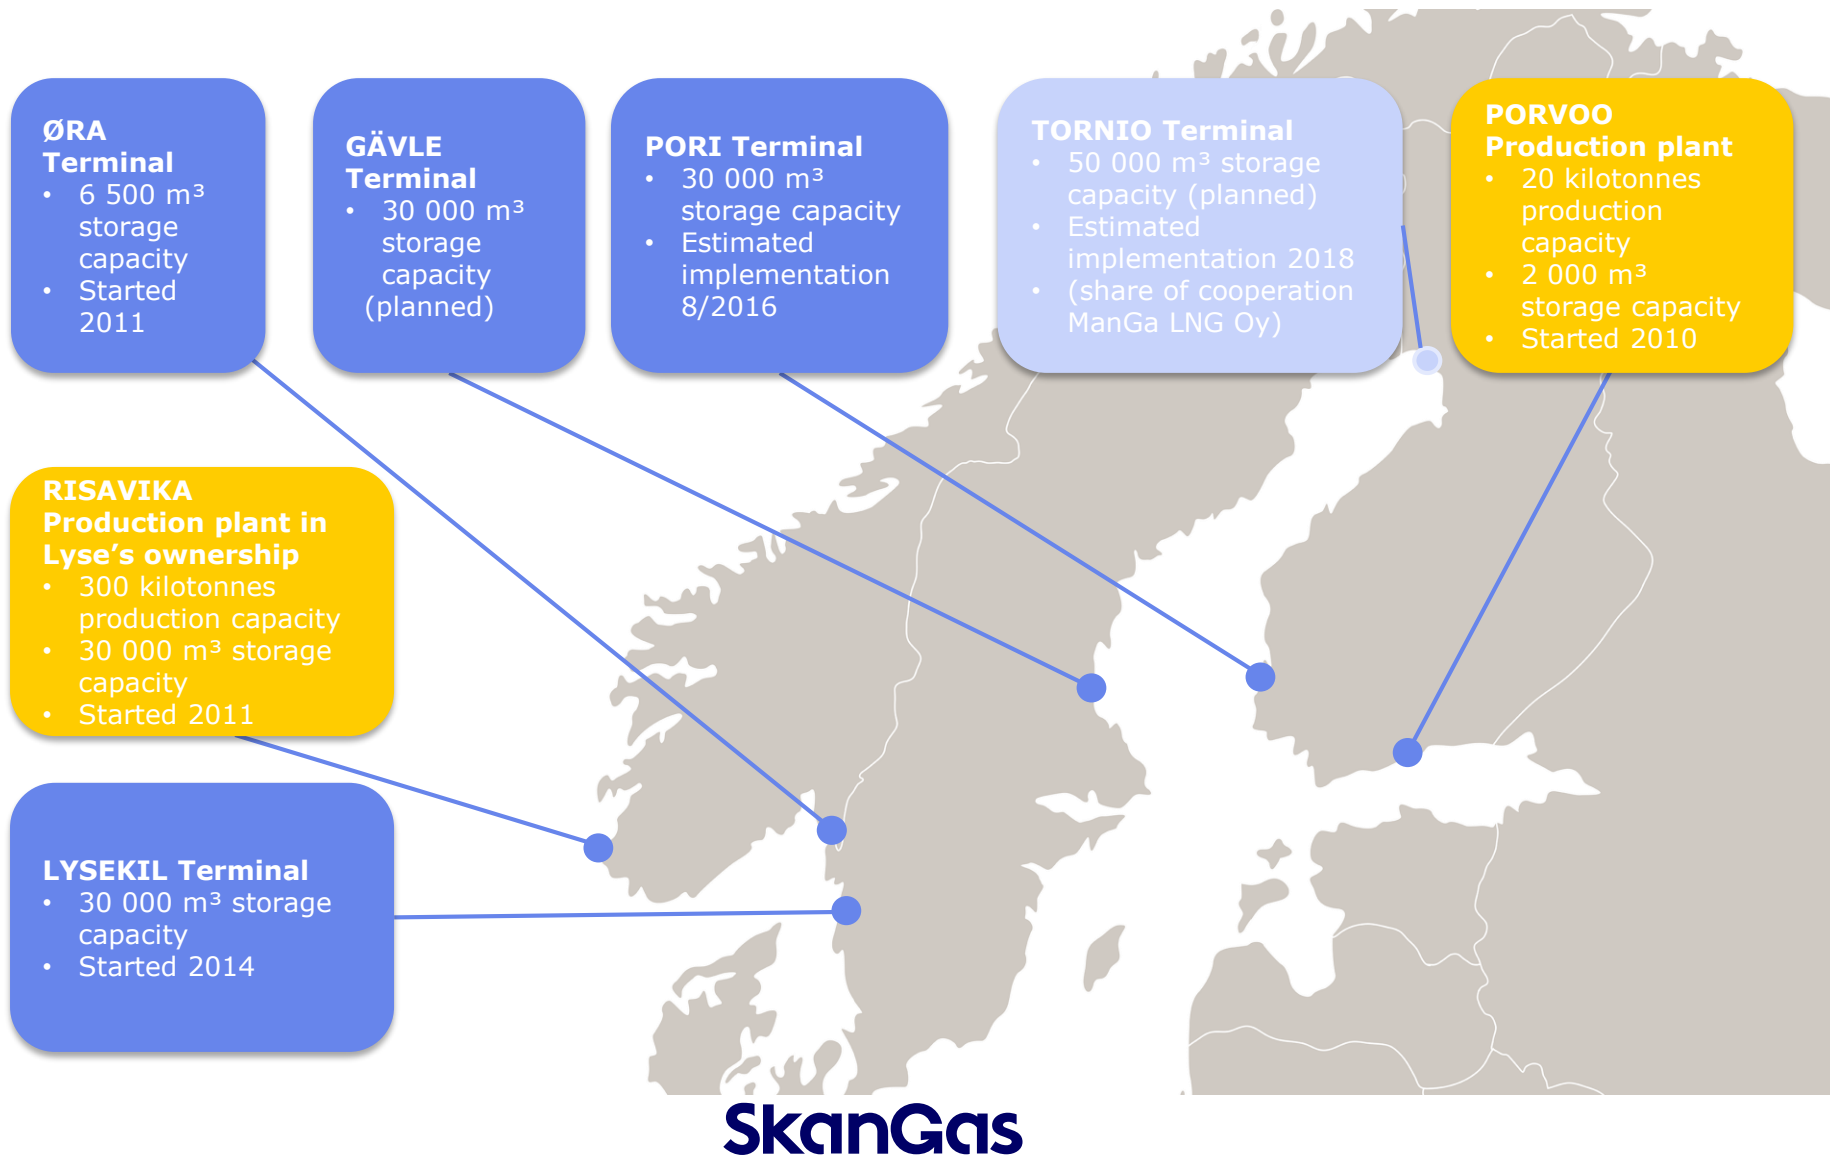 ØRA
Terminal
• 6 500 m³
storage
capacity
• Started
2011
GÄVLE
Terminal
• 30 000 m³
storage
capacity
(planned)
PORI Terminal
• 30 000 m³
storage capacity
• Estimated
implementation
8/2016
TORNIO Terminal
• 50 000 m³ storage
capacity (planned)
• Estimated
implementation 2018
• (share of cooperation
ManGa LNG Oy)
PORVOO
Production plant
• 20 kilotonnes
production
capacity
• 2 000 m³
storage capacity
• Started 2010
RISAVIKA
Production plant in
Lyse’s ownership
• 300 kilotonnes
production capacity
• 30 000 m³ storage
capacity
• Started 2011
LYSEKIL Terminal
• 30 000 m³ storage
capacity
• Started 2014
SkanGas